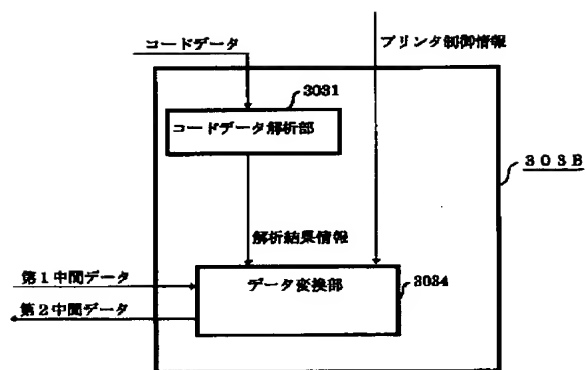 コードデータ
プリンタ制御情報
3031
コードデータ解析部
303B
解析結果情報
第1中間データ
データ変換部
3034
第2中間データ